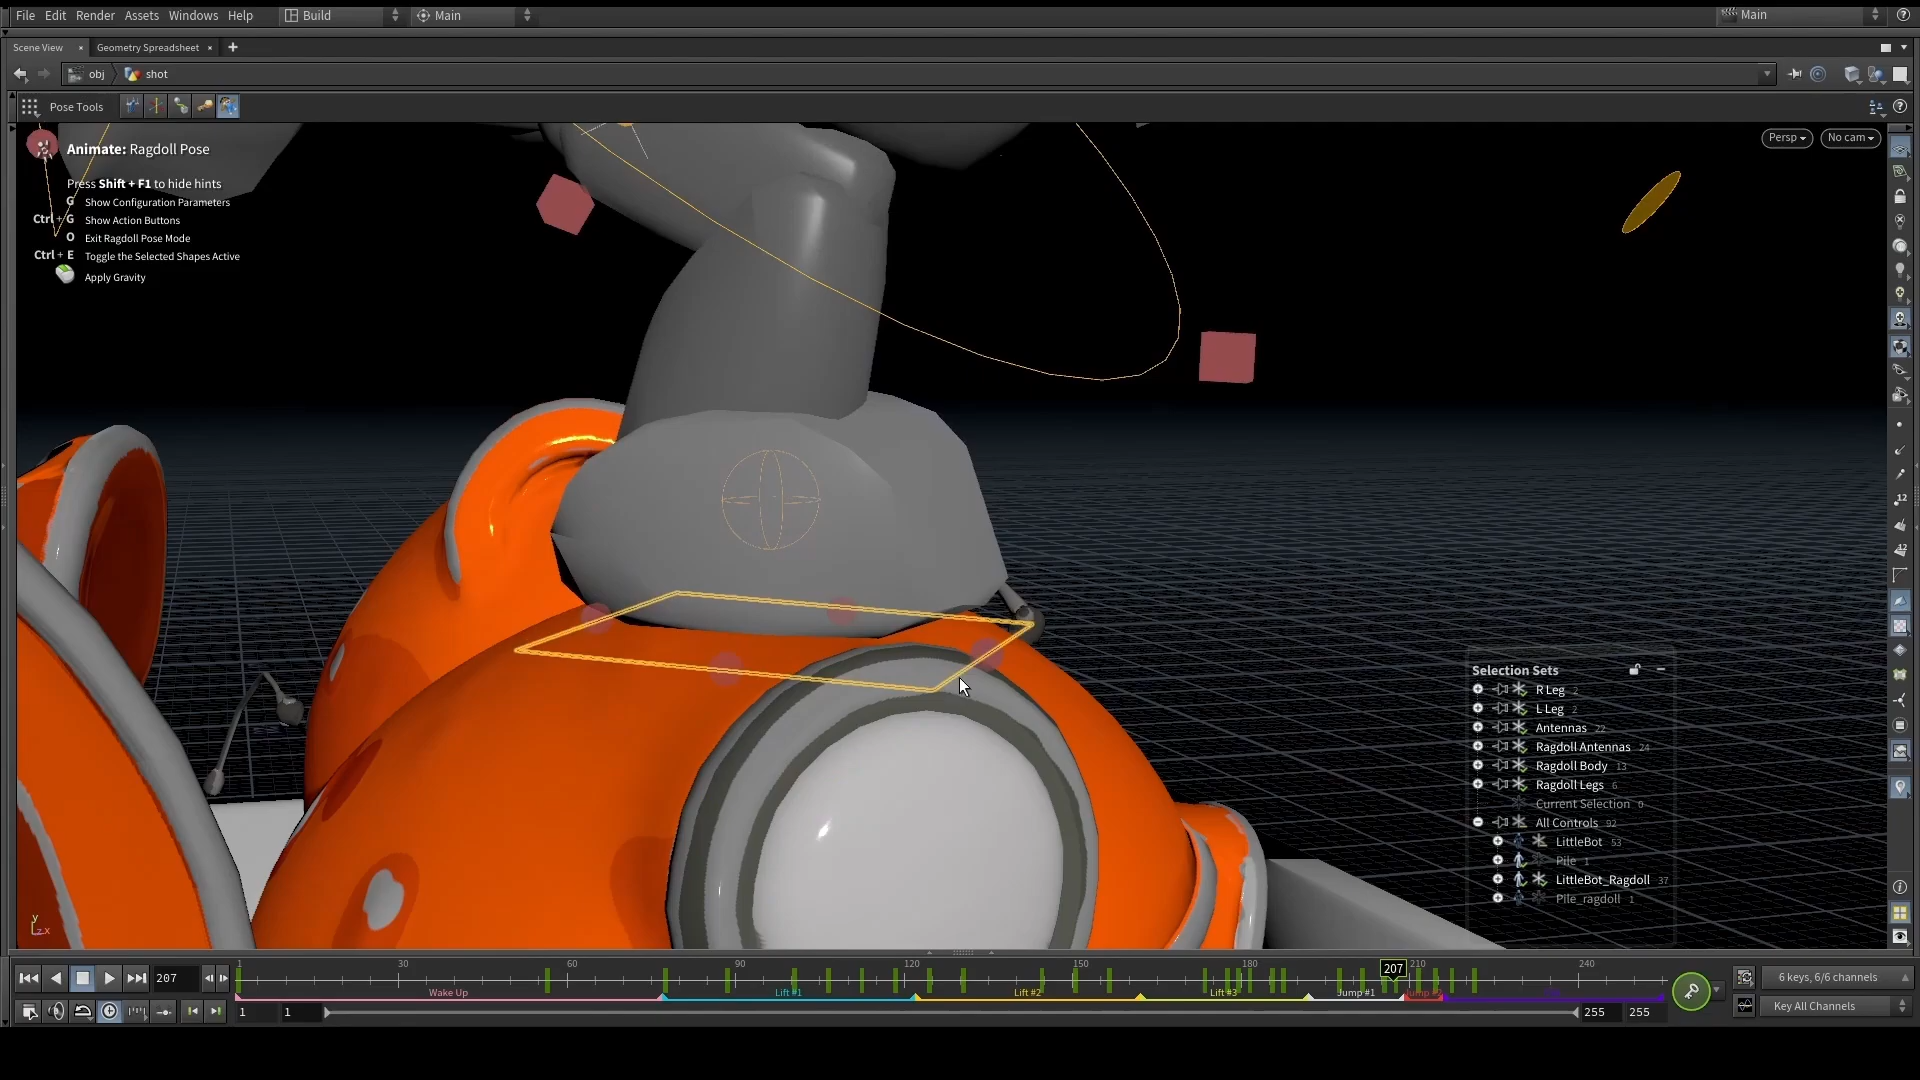 File Edit Render Assets Windows Help Build Main Main
Scene View Geometry Spreadsheet
obj shot
Pose Tools
Animate: Ragdoll Pose
Persp No cam
Press Shift + F1 to hide hints
G Show Configuration Parameters
Ctrl + G Show Action Buttons
O Exit Ragdoll Pose Mode
Ctrl + E Toggle the Selected Shapes Active
Apply Gravity
12
12
Selection Sets
R Leg 2
L Leg 2
Antennas 22
Ragdoll Antennas 24
Ragdoll Body 13
Ragdoll Legs 6
Current Selection 0
All Controls 92
LittleBot 53
Pile 1
LittleBot_Ragdoll 37
Pile_ragdoll 1
y
z x
207 1 30 60 90 120 150 180 207 210 240 6 keys, 6/6 channels
Wake Up Lift #1 Lift #2 Lift #3 Jump #1
1 1 255 255 Key All Channels